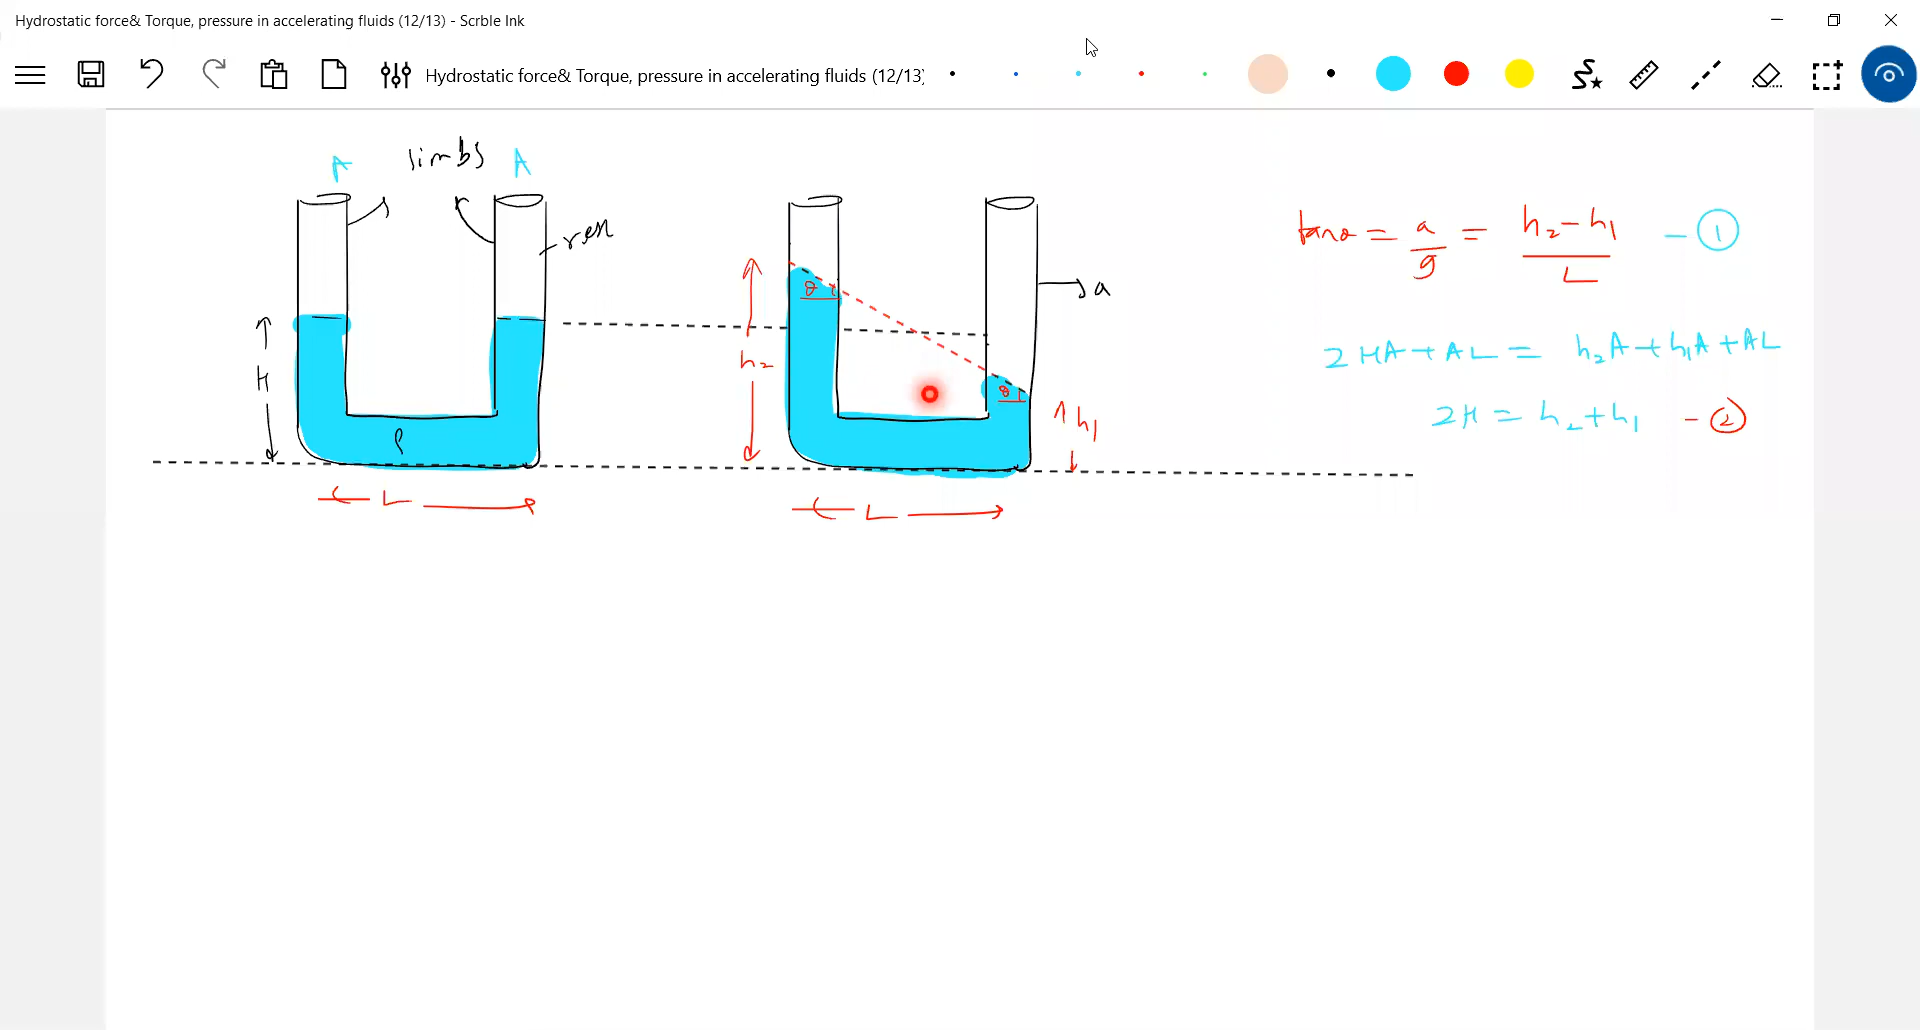 Hydrostatic force& Torque, pressure in accelerating fluids (12/13) - Scrble Ink
Hydrostatic force& Torque, pressure in accelerating fluids (12/13)
A limbs A
rest
H
ρ
L
θ
h₂
a
θ
h₁
L
tanθ = a/g = (h₂-h₁)/L - ①
2HA + AL = h₂A + h₁A + AL
2H = h₂ + h₁ - ②